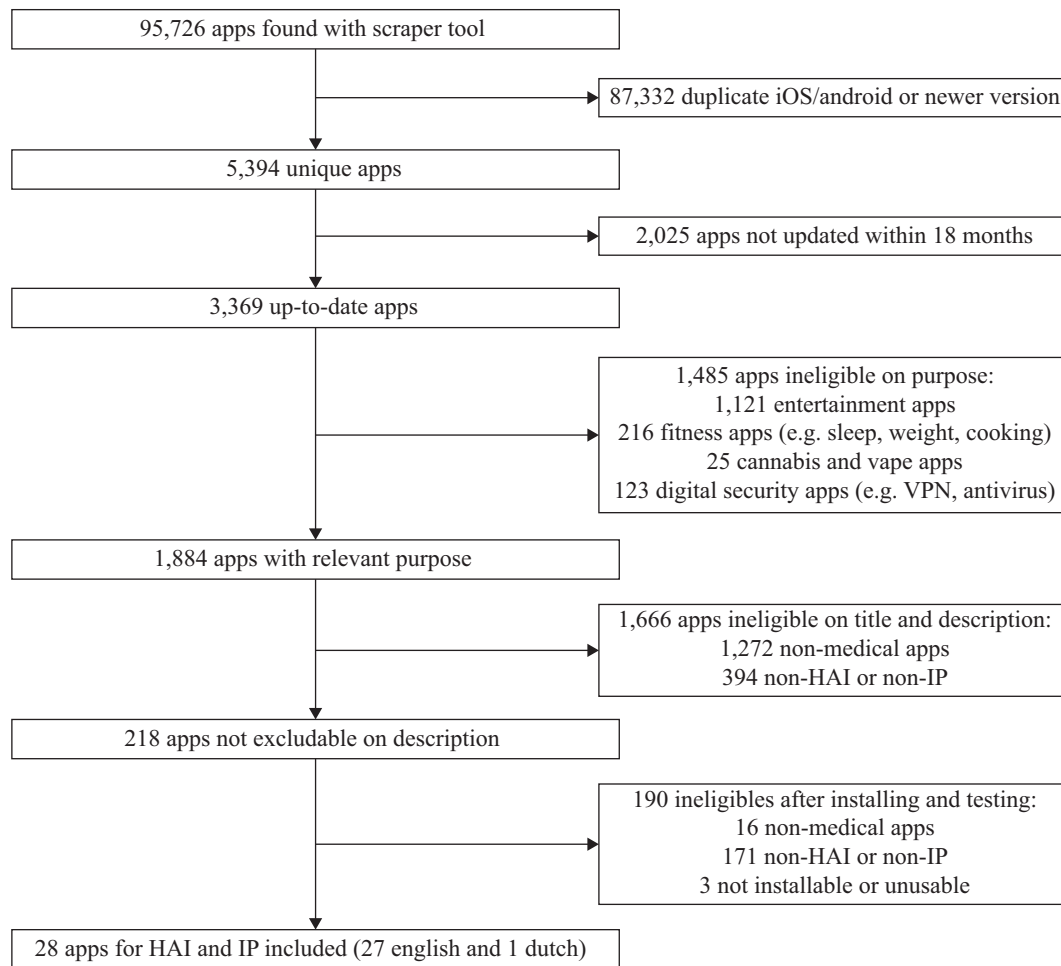 95,726 apps found with scraper tool
87,332 duplicate iOS/android or newer version
5,394 unique apps
2,025 apps not updated within 18 months
3,369 up-to-date apps
1,485 apps ineligible on purpose:
1,121 entertainment apps
216 fitness apps (e.g. sleep, weight, cooking)
25 cannabis and vape apps
123 digital security apps (e.g. VPN, antivirus)
1,884 apps with relevant purpose
1,666 apps ineligible on title and description:
1,272 non-medical apps
394 non-HAI or non-IP
218 apps not excludable on description
190 ineligibles after installing and testing:
16 non-medical apps
171 non-HAI or non-IP
3 not installable or unusable
28 apps for HAI and IP included (27 english and 1 dutch)